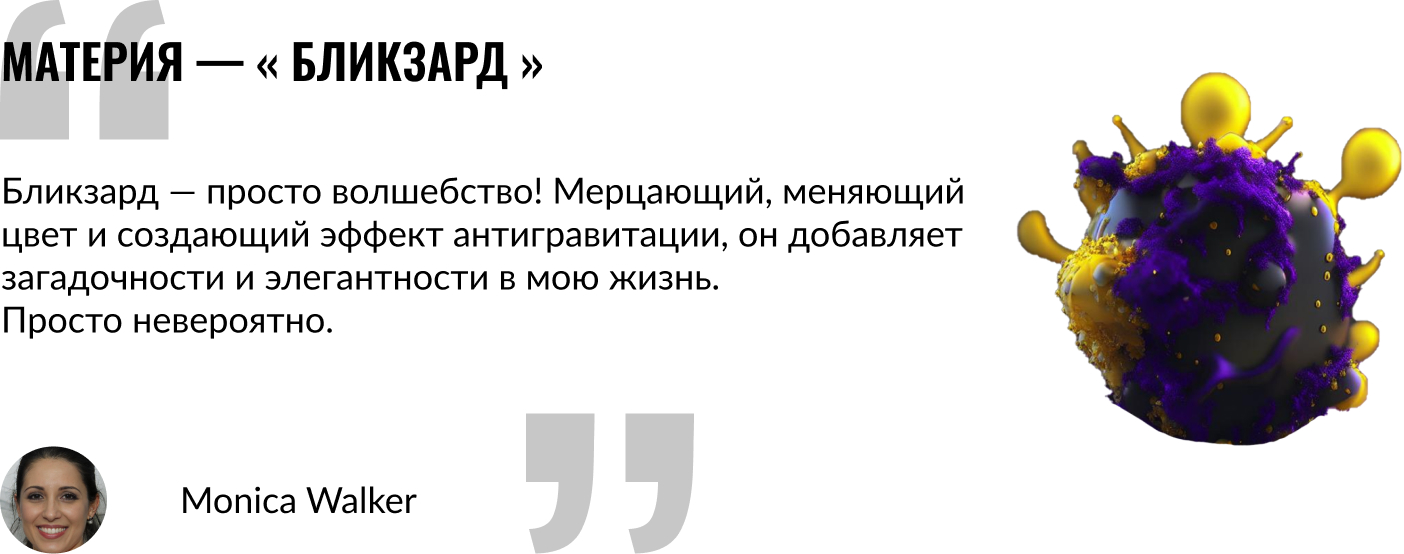 МАТЕРИЯ — « БЛИКЗАРД »
Бликзард — просто волшебство! Мерцающий, меняющий
цвет и создающий эффект антигравитации, он добавляет
загадочности и элегантности в мою жизнь.
Просто невероятно.
Monica Walker